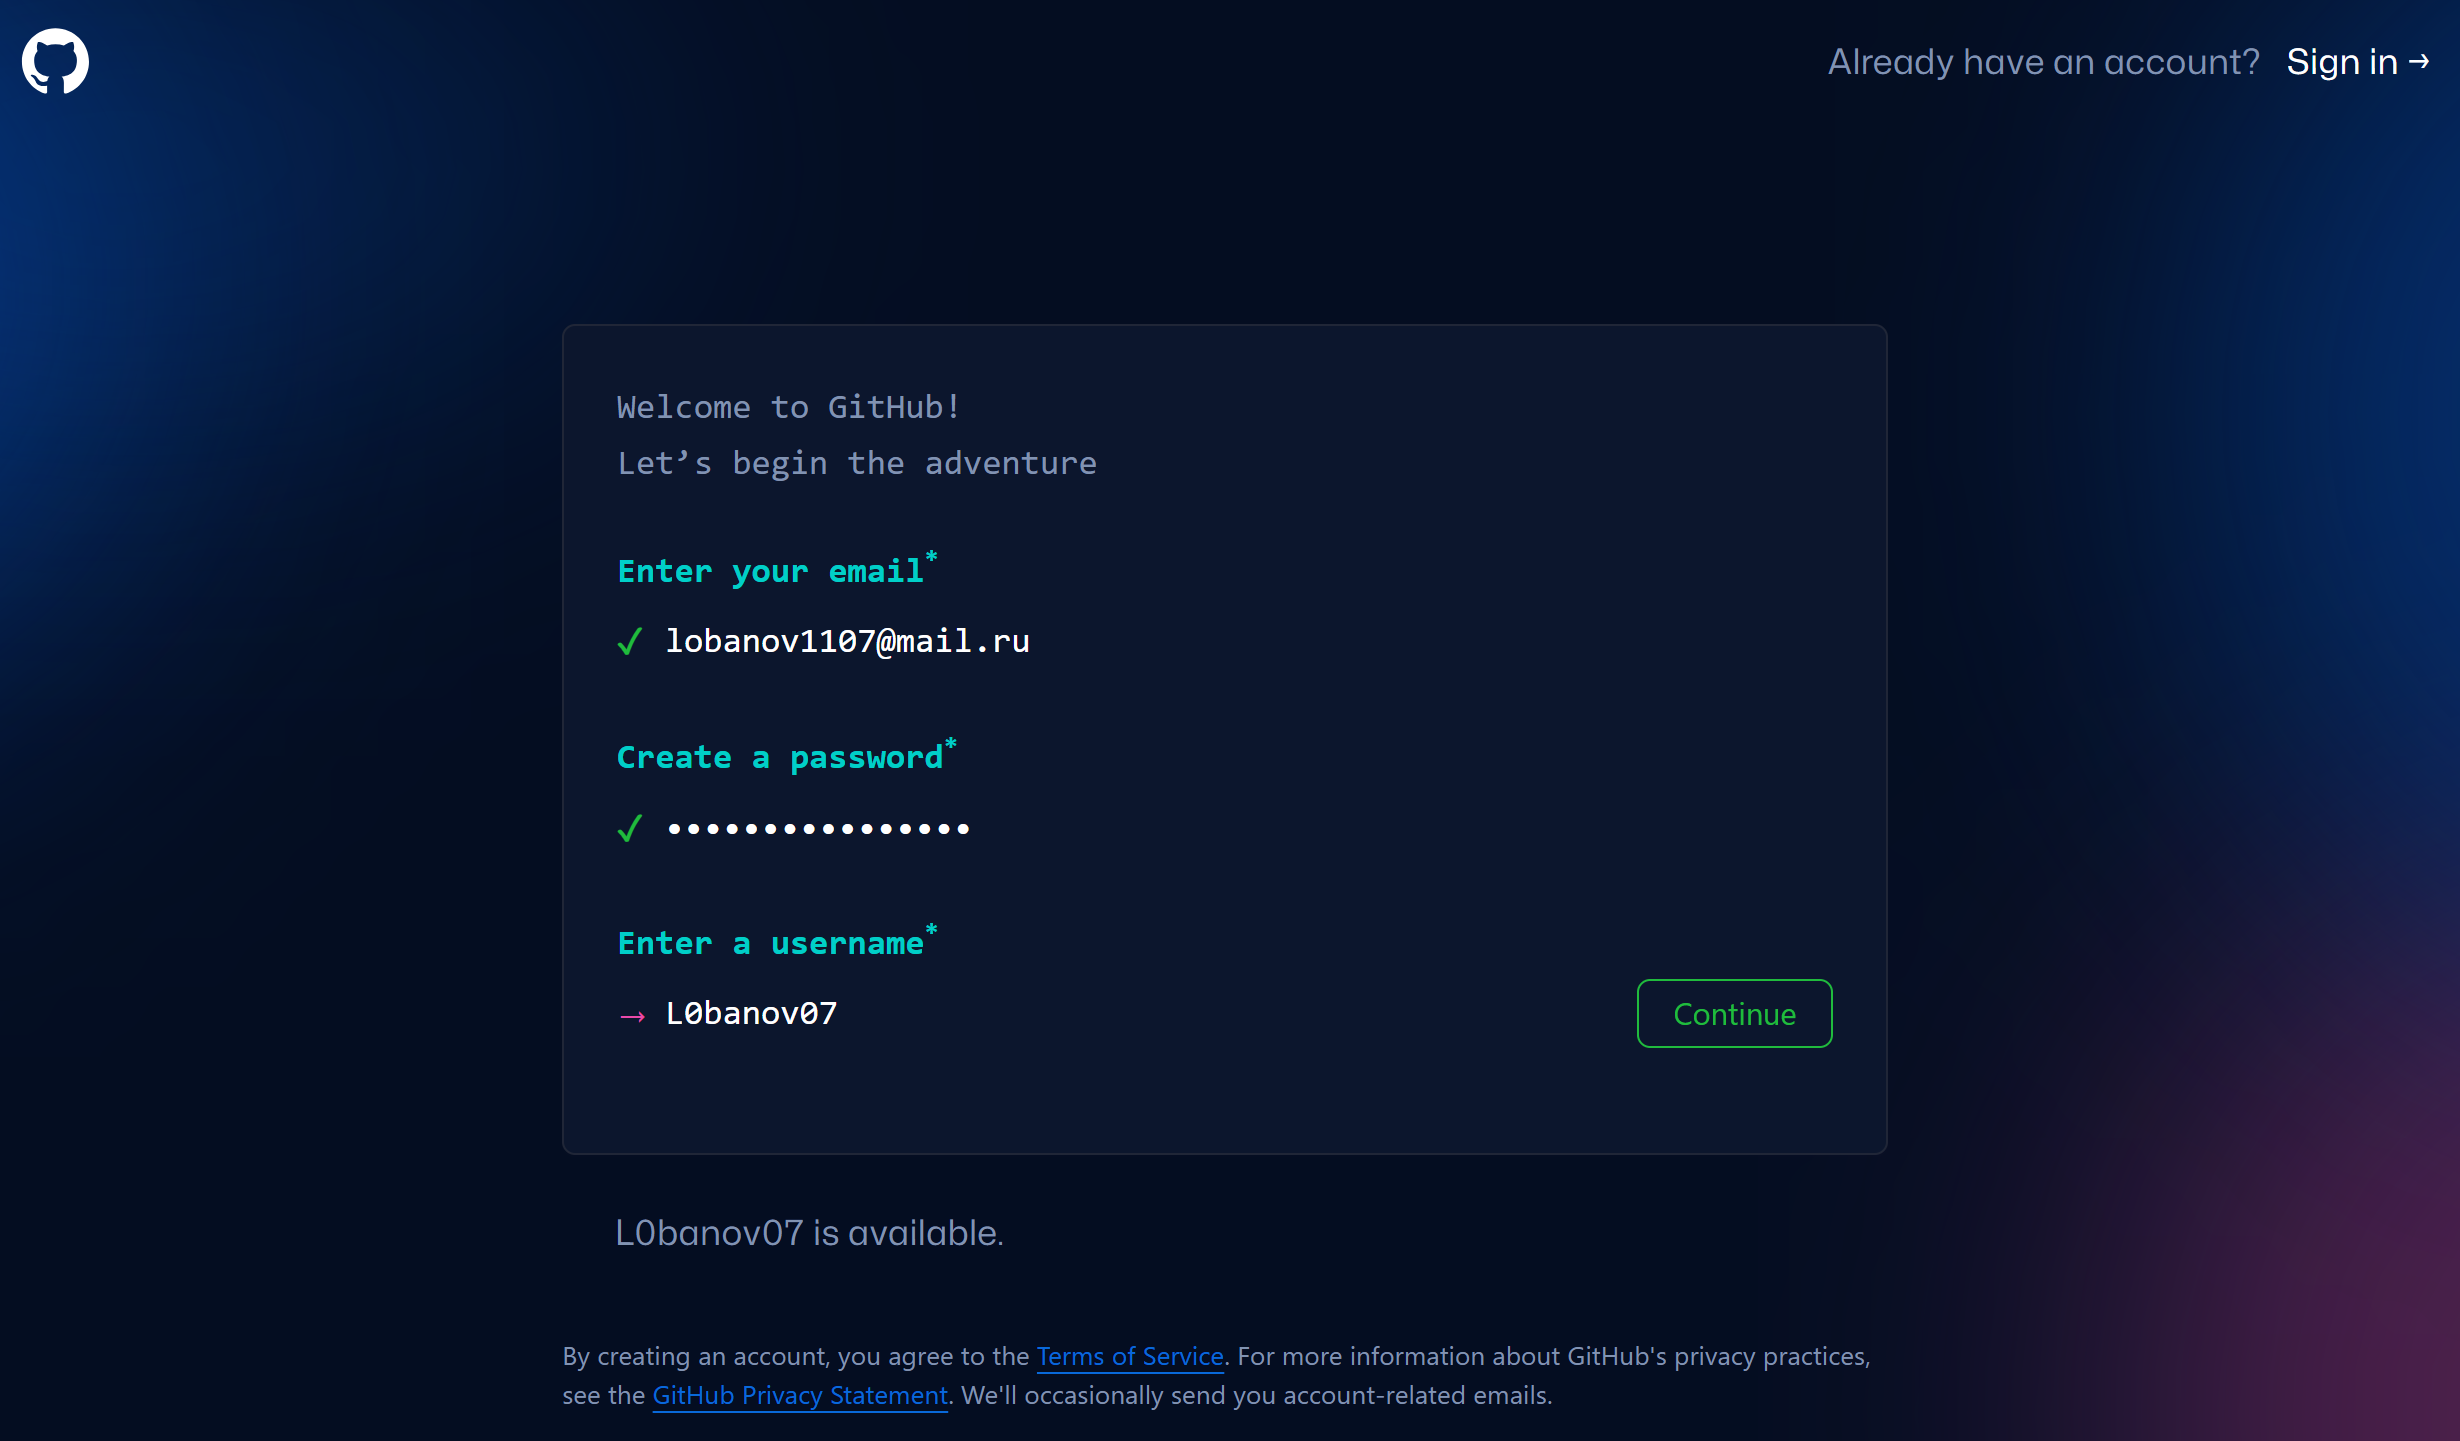 Already have an account? Sign in →
Welcome to GitHub!
Let’s begin the adventure
Enter your email*
✓ lobanov1107@mail.ru
Create a password*
✓ ••••••••••••••••
Enter a username*
→ L0banov07
Continue
L0banov07 is available.
By creating an account, you agree to the Terms of Service. For more information about GitHub's privacy practices,
see the GitHub Privacy Statement. We'll occasionally send you account-related emails.